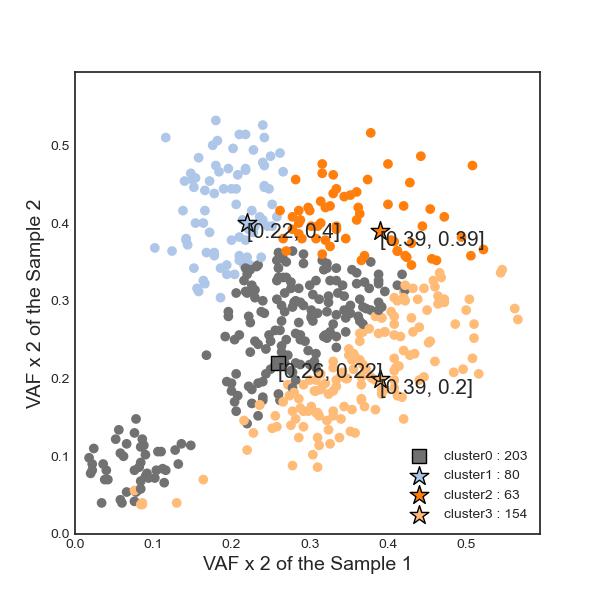 0.5
0.4
0.3
0.2
0.1
0.0
VAF x 2 of the Sample 2
[0.22, 0.4]
[0.39, 0.39]
[0.26, 0.22]
[0.39, 0.2]
cluster0 : 203
cluster1 : 80
cluster2 : 63
cluster3 : 154
0.0 0.1 0.2 0.3 0.4 0.5
VAF x 2 of the Sample 1